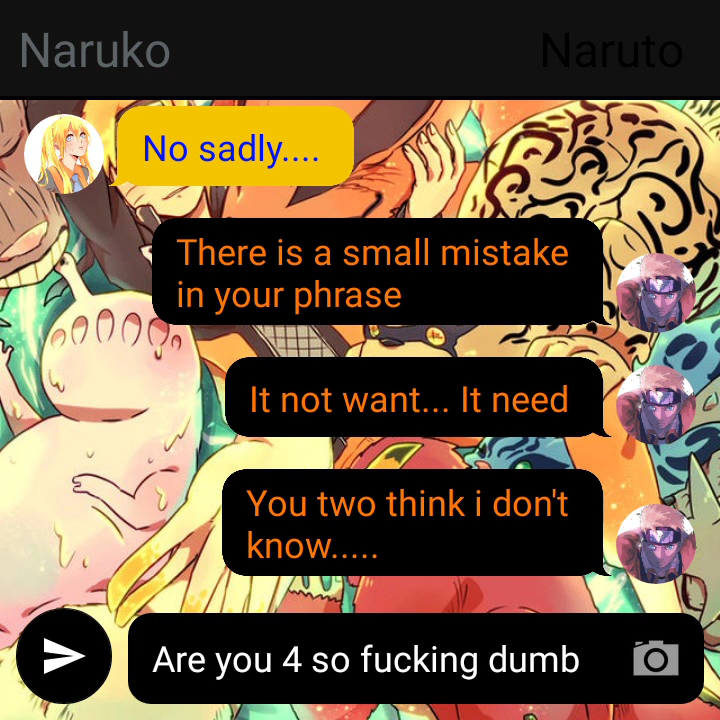 Naruko
Naruto
No sadly....
There is a small mistake
in your phrase
It not want... It need
You two think i don't
know.....
Are you 4 so fucking dumb